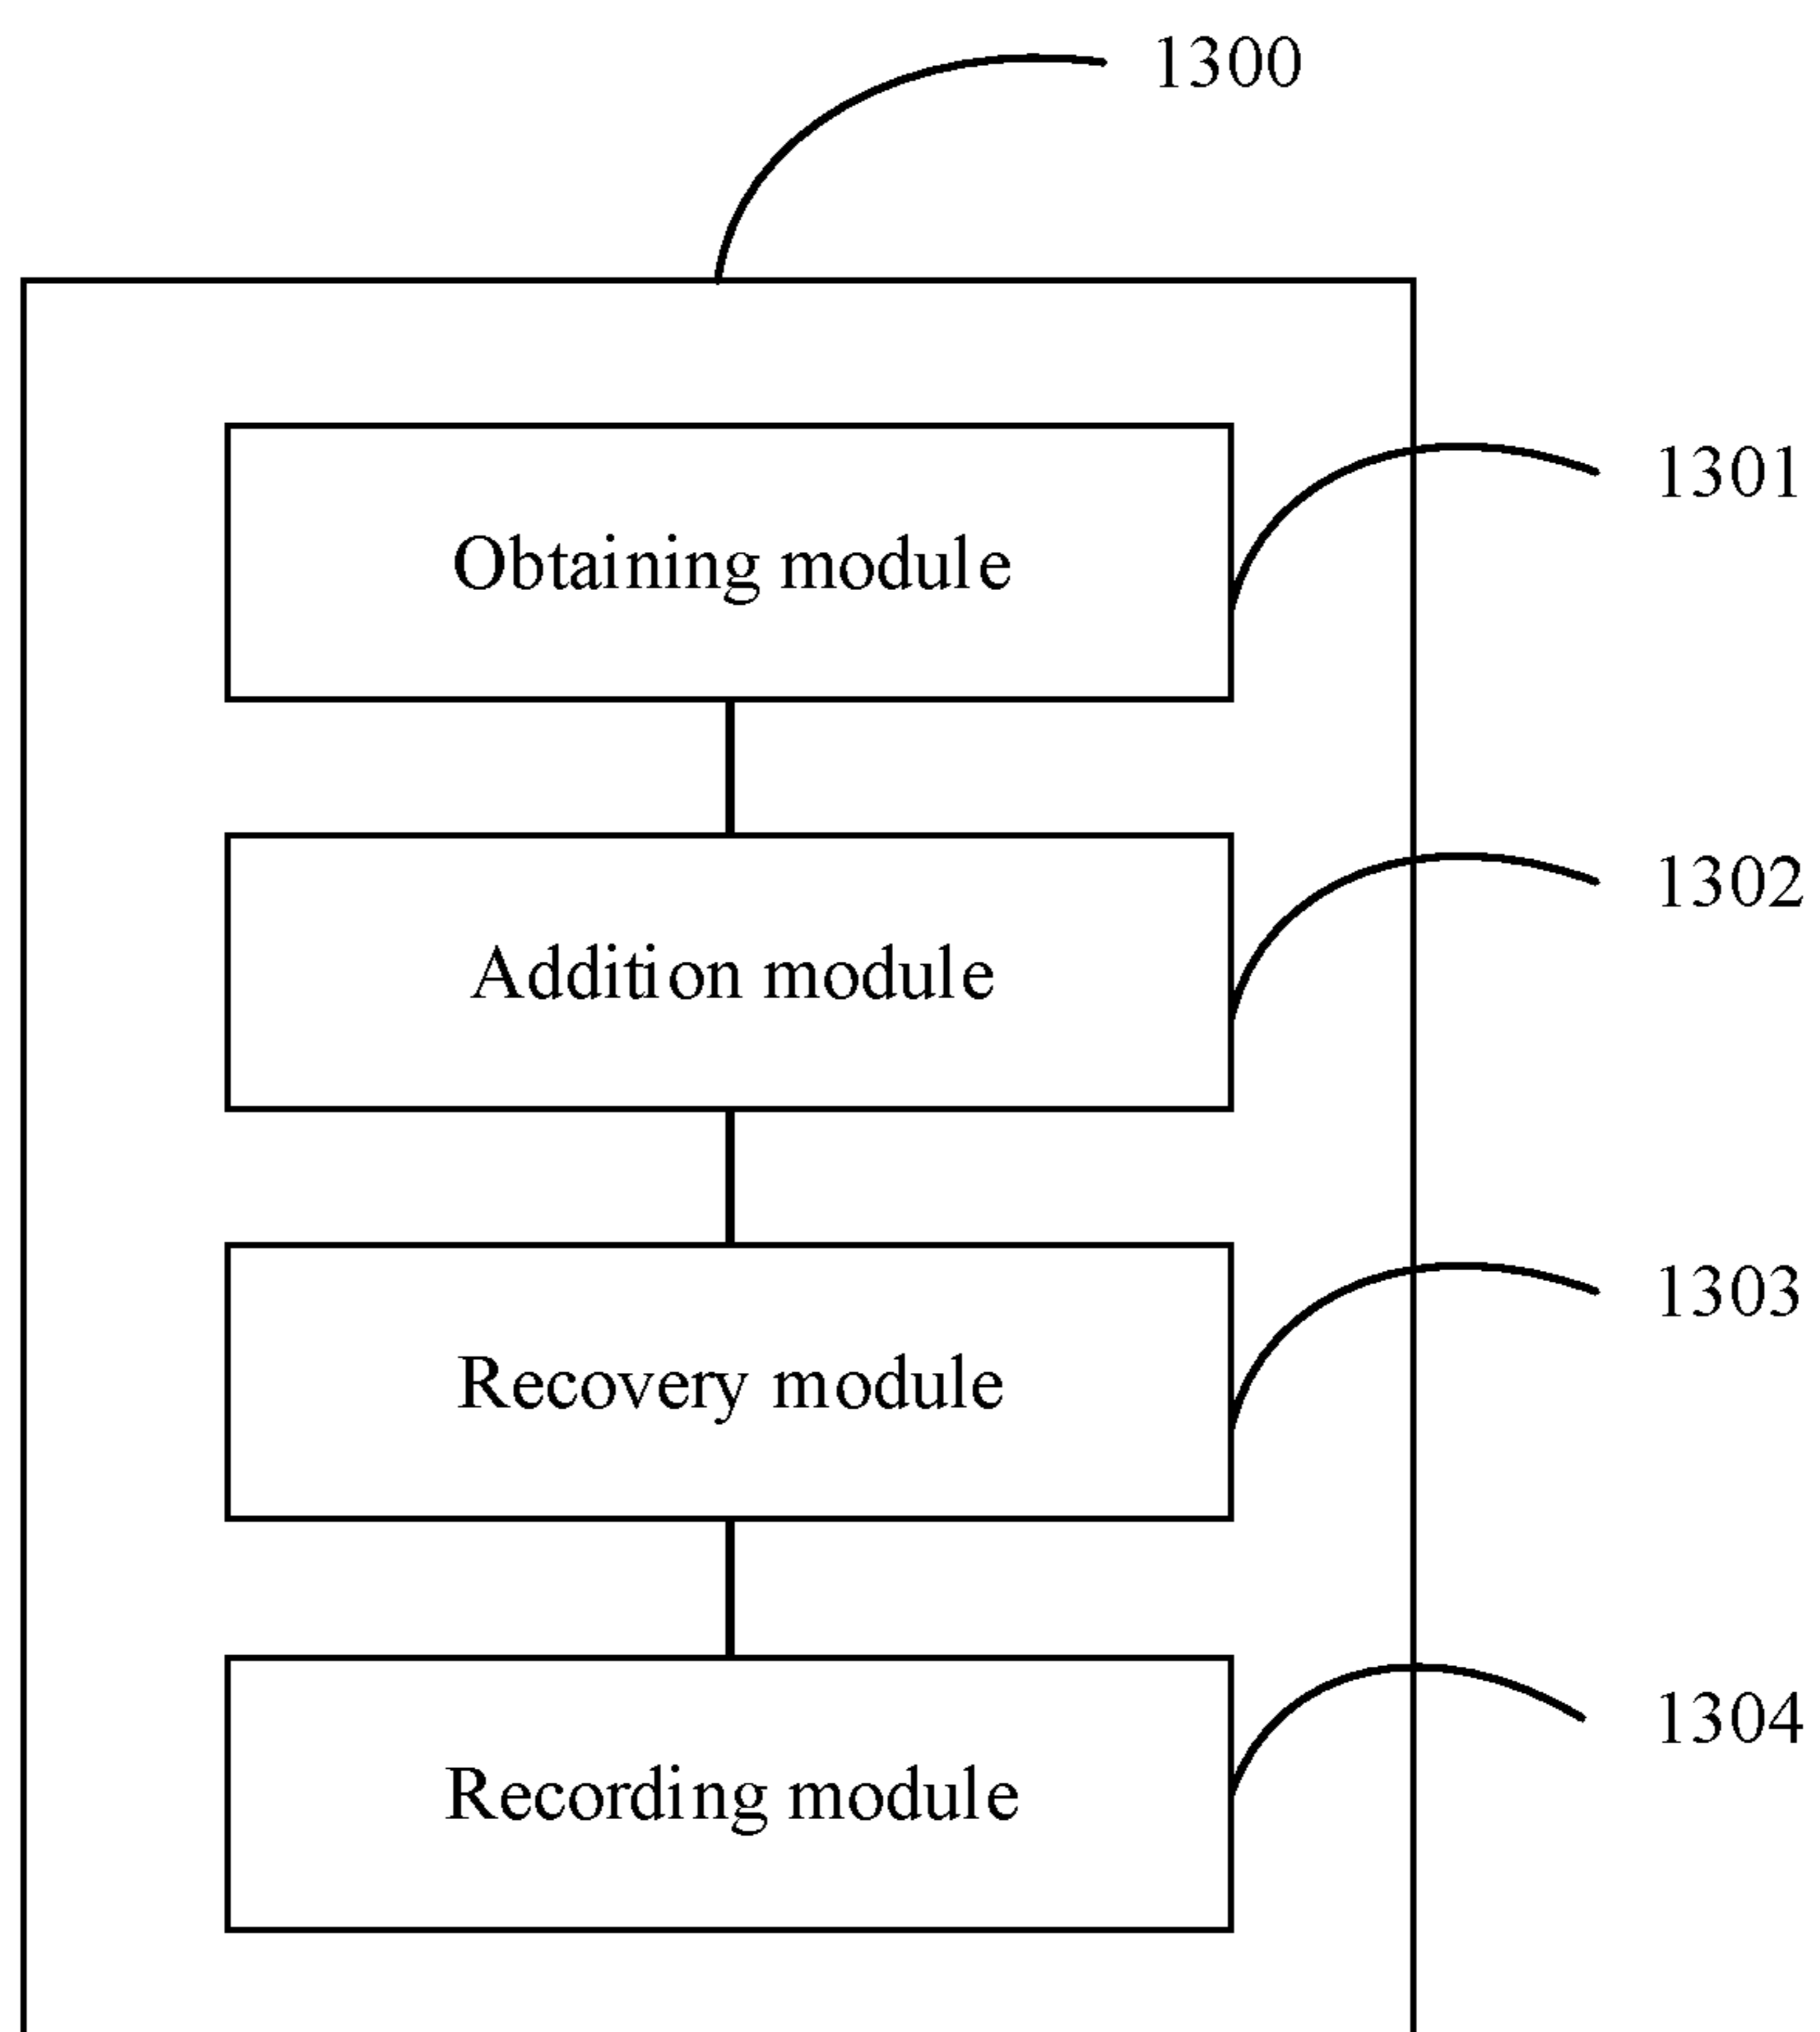 1300
1301
Obtaining module
1302
Addition module
1303
Recovery module
1304
Recording module